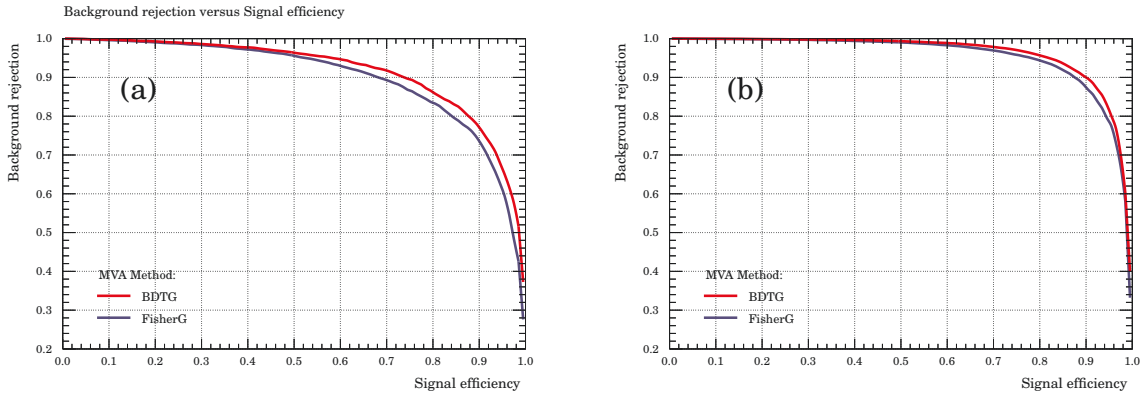 Background rejection versus Signal efficiency
Background rejection
1.0
0.9
0.8
0.7
0.6
0.5
0.4
0.3
0.2
(a)
MVA Method:
BDTG
FisherG
0.0 0.1 0.2 0.3 0.4 0.5 0.6 0.7 0.8 0.9 1.0
Signal efficiency
Background rejection
1.0
0.9
0.8
0.7
0.6
0.5
0.4
0.3
0.2
(b)
MVA Method:
BDTG
FisherG
0.0 0.1 0.2 0.3 0.4 0.5 0.6 0.7 0.8 0.9 1.0
Signal efficiency